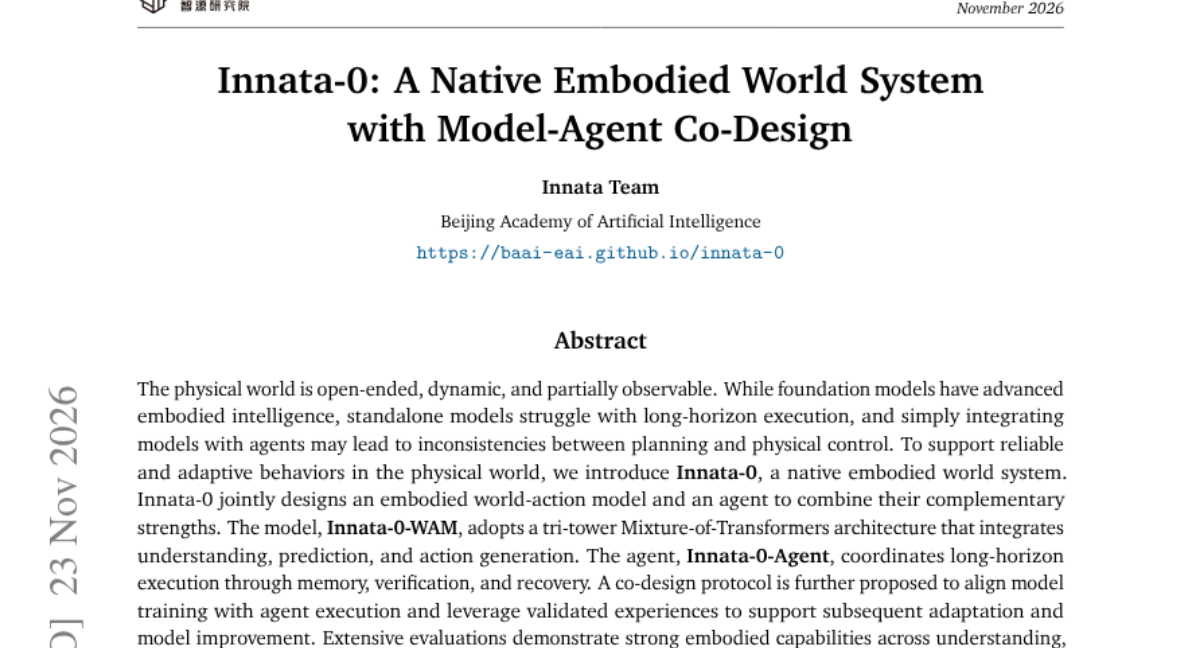 智源研究院
November 2026
Innata-0: A Native Embodied World System
with Model-Agent Co-Design
Innata Team
Beijing Academy of Artificial Intelligence
https://baai-eai.github.io/innata-0
Abstract
The physical world is open-ended, dynamic, and partially observable. While foundation models have advanced
embodied intelligence, standalone models struggle with long-horizon execution, and simply integrating
models with agents may lead to inconsistencies between planning and physical control. To support reliable
and adaptive behaviors in the physical world, we introduce Innata-0, a native embodied world system.
Innata-0 jointly designs an embodied world-action model and an agent to combine their complementary
strengths. The model, Innata-0-WAM, adopts a tri-tower Mixture-of-Transformers architecture that integrates
understanding, prediction, and action generation. The agent, Innata-0-Agent, coordinates long-horizon
execution through memory, verification, and recovery. A co-design protocol is further proposed to align model
training with agent execution and leverage validated experiences to support subsequent adaptation and
model improvement. Extensive evaluations demonstrate strong embodied capabilities across understanding,
] 23 Nov 2026